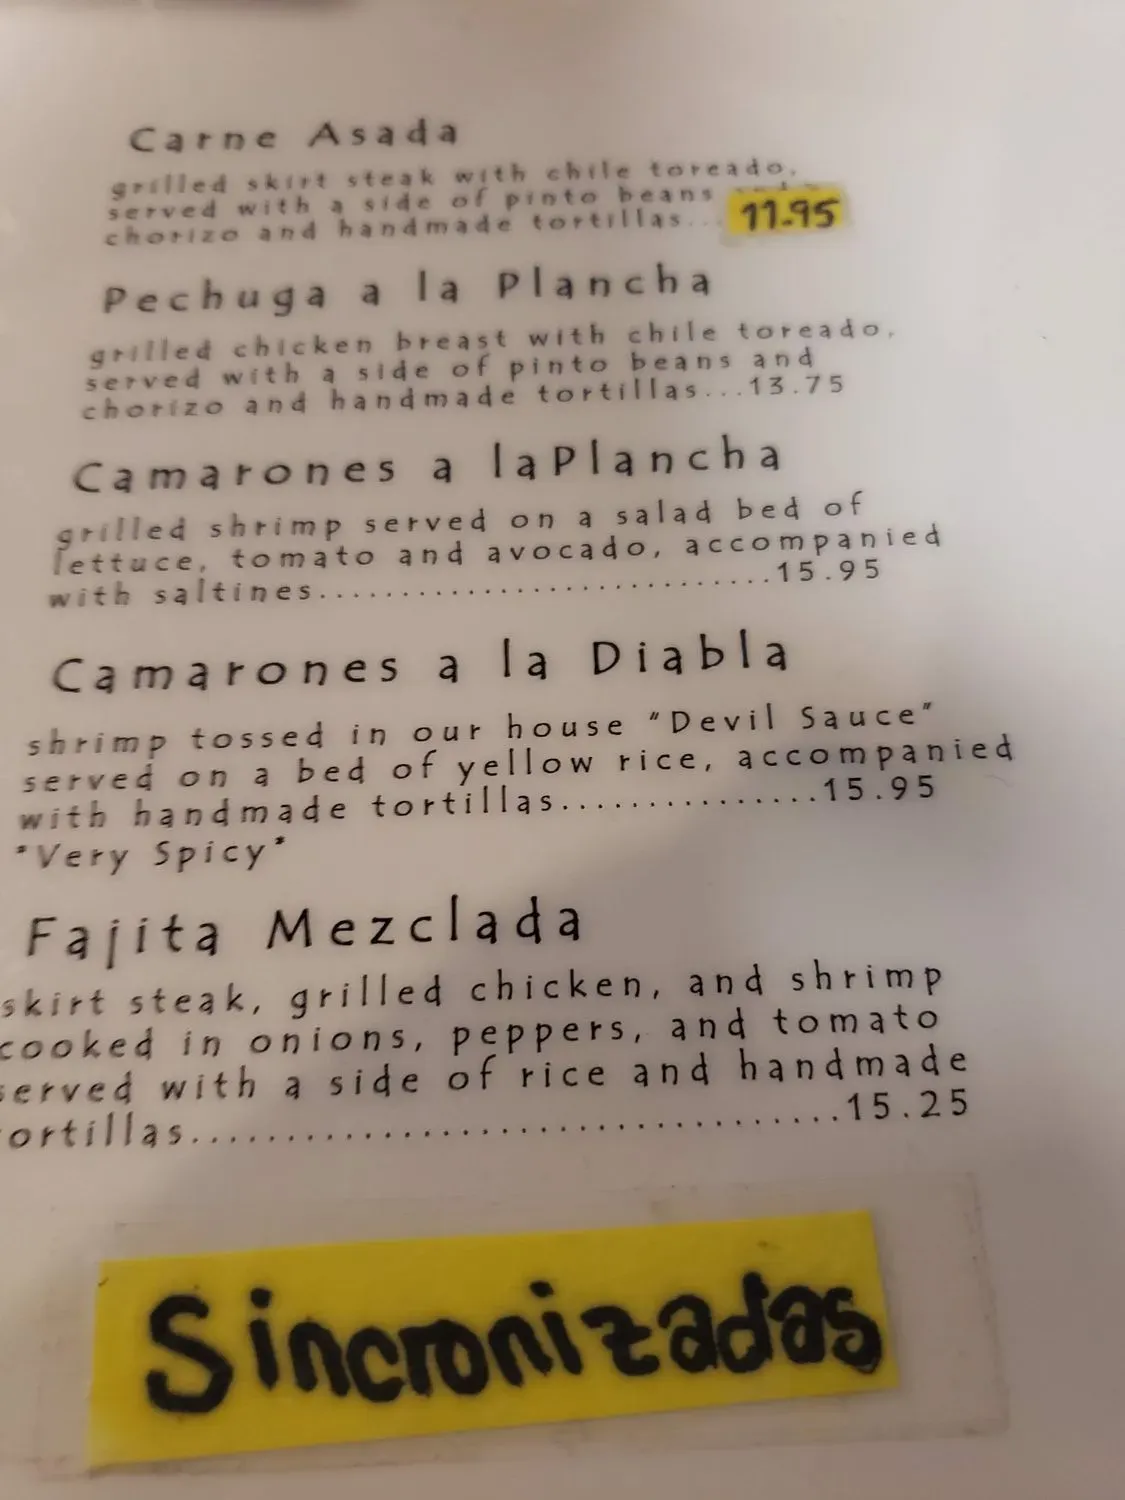 Carne Asada
grilled skirt steak with chile toreado,
served with a side of pinto beans
chorizo and handmade tortillas... 11.95
Pechuga a la Plancha
grilled chicken breast with chile toreado,
served with a side of pinto beans and
chorizo and handmade tortillas...13.75
Camarones a laPlancha
grilled shrimp served on a salad bed of
lettuce, tomato and avocado, accompanied
with saltines.............................15.95
Camarones a la Diabla
shrimp tossed in our house "Devil Sauce"
served on a bed of yellow rice, accompanied
with handmade tortillas...............15.95
*Very Spicy*
Fajita Mezclada
skirt steak, grilled chicken, and shrimp
cooked in onions, peppers, and tomato
served with a side of rice and handmade
ortillas....................................15.25
Sincronizadas